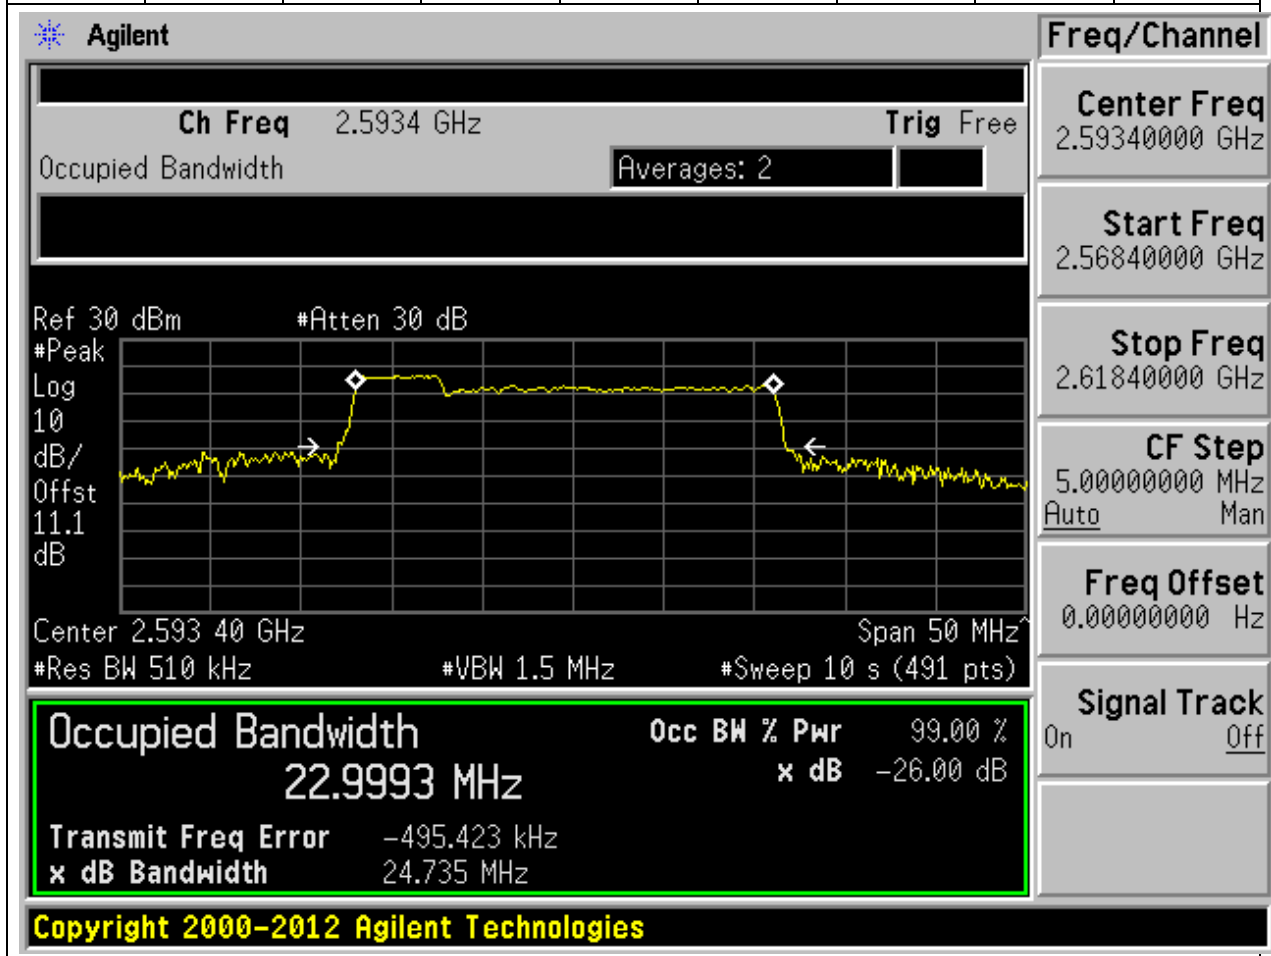 Agilent
Freq/Channel
Ch Freq 2.5934 GHz Trig Free
Occupied Bandwidth Averages: 2
Center Freq
2.59340000 GHz
Start Freq
2.56840000 GHz
Stop Freq
2.61840000 GHz
CF Step
5.00000000 MHz
Auto Man
Freq Offset
0.00000000 Hz
Signal Track
On Off
Ref 30 dBm #Atten 30 dB
#Peak
Log
10
dB/
Offst
11.1
dB
Center 2.593 40 GHz Span 50 MHz^
#Res BW 510 kHz #VBW 1.5 MHz #Sweep 10 s (491 pts)
Occupied Bandwidth Occ BW % Pwr 99.00 %
22.9993 MHz x dB -26.00 dB
Transmit Freq Error -495.423 kHz
x dB Bandwidth 24.735 MHz
Copyright 2000-2012 Agilent Technologies